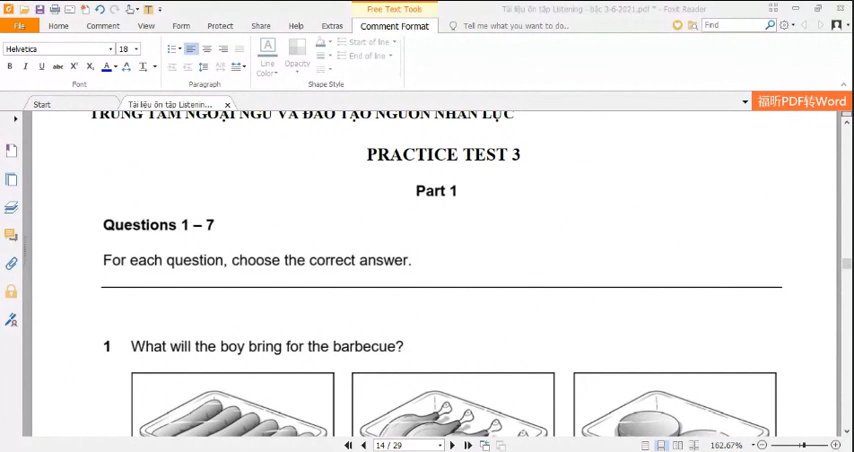 Free Text Tools
Tài liệu ôn tập Listening - bậc 3-6-2021.pdf * - Foxit Reader
File Home Comment View Form Protect Share Help Extras Comment Format Tell me what you want to do... Find
Helvetica 18 Line Color Opacity Start of line
End of line
B I U
Font Paragraph Shape Style
Start Tài liệu ôn tập Listenin... 福昕PDF转Word
TRUNG TÂM NGOẠI NGỮ VÀ ĐÀO TẠO NGUỒN NHÂN LỰC
PRACTICE TEST 3
Part 1
Questions 1 – 7
For each question, choose the correct answer.
1 What will the boy bring for the barbecue?
14 / 29 162.67%